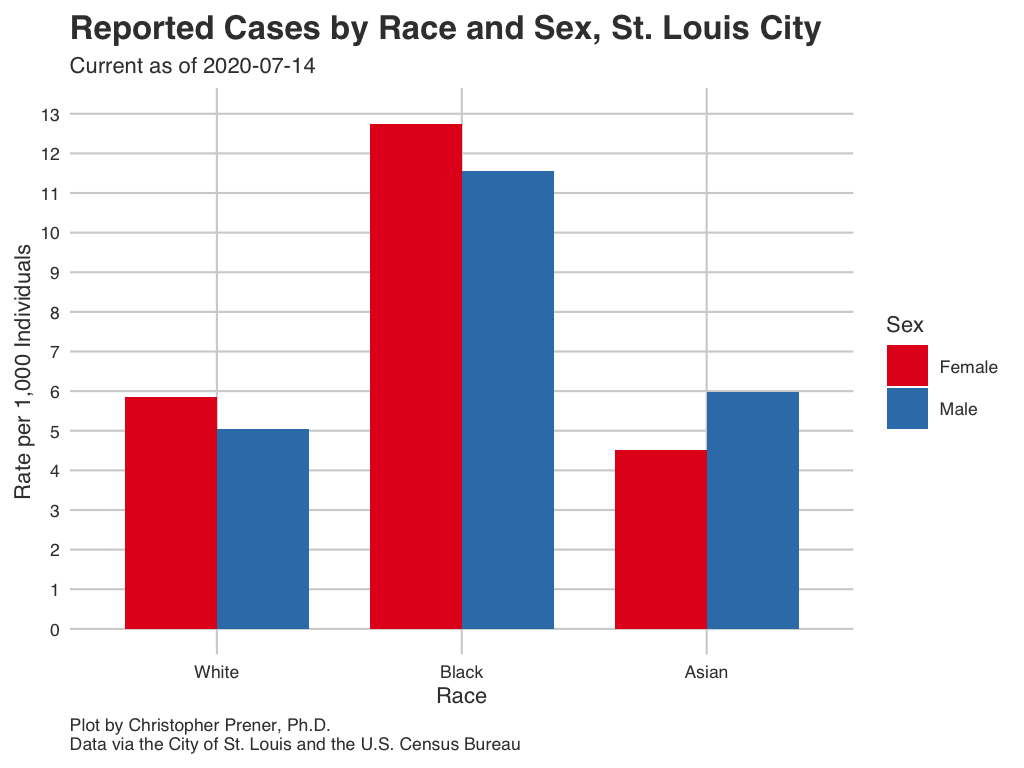 Reported Cases by Race and Sex, St. Louis City
Current as of 2020-07-14
13
12
11
10
9
8
7
6
5
4
3
2
1
0
Rate per 1,000 Individuals
White
Black
Asian
Race
Sex
Female
Male
Plot by Christopher Prener, Ph.D.
Data via the City of St. Louis and the U.S. Census Bureau